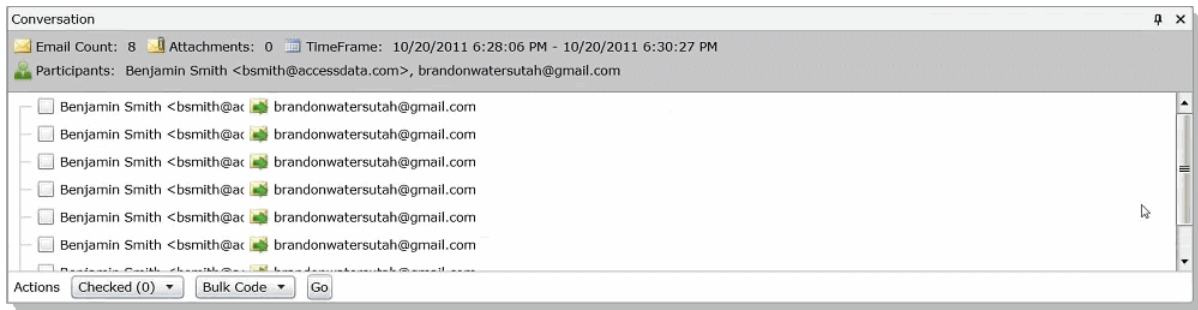 Conversation
Email Count: 8 Attachments: 0 TimeFrame: 10/20/2011 6:28:06 PM - 10/20/2011 6:30:27 PM
Participants: Benjamin Smith <bsmith@accessdata.com>, brandonwatersutah@gmail.com
Benjamin Smith <bsmith@ac brandonwatersutah@gmail.com
Benjamin Smith <bsmith@ac brandonwatersutah@gmail.com
Benjamin Smith <bsmith@ac brandonwatersutah@gmail.com
Benjamin Smith <bsmith@ac brandonwatersutah@gmail.com
Benjamin Smith <bsmith@ac brandonwatersutah@gmail.com
Benjamin Smith <bsmith@ac brandonwatersutah@gmail.com
Actions Checked (0) Bulk Code Go